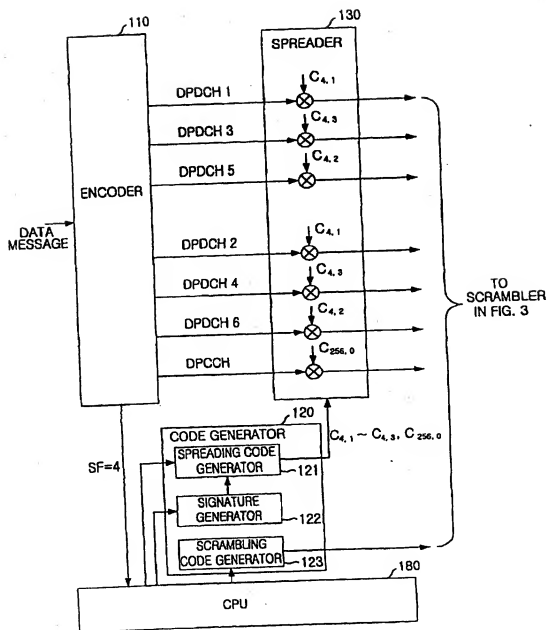 110
130
SPREADER
C4,1
DPDCH 1
C4,3
DPDCH 3
C4,2
DPDCH 5
ENCODER
DATA
MESSAGE
C4,1
DPDCH 2
C4,3
DPDCH 4
C4,2
DPDCH 6
C256,0
DPCCH
TO
SCRAMBLER
IN FIG. 3
120
CODE GENERATOR
C4,1 ~ C4,3, C256,0
SF=4
SPREADING CODE
GENERATOR
121
SIGNATURE
GENERATOR
122
SCRAMBLING
CODE GENERATOR
123
180
CPU